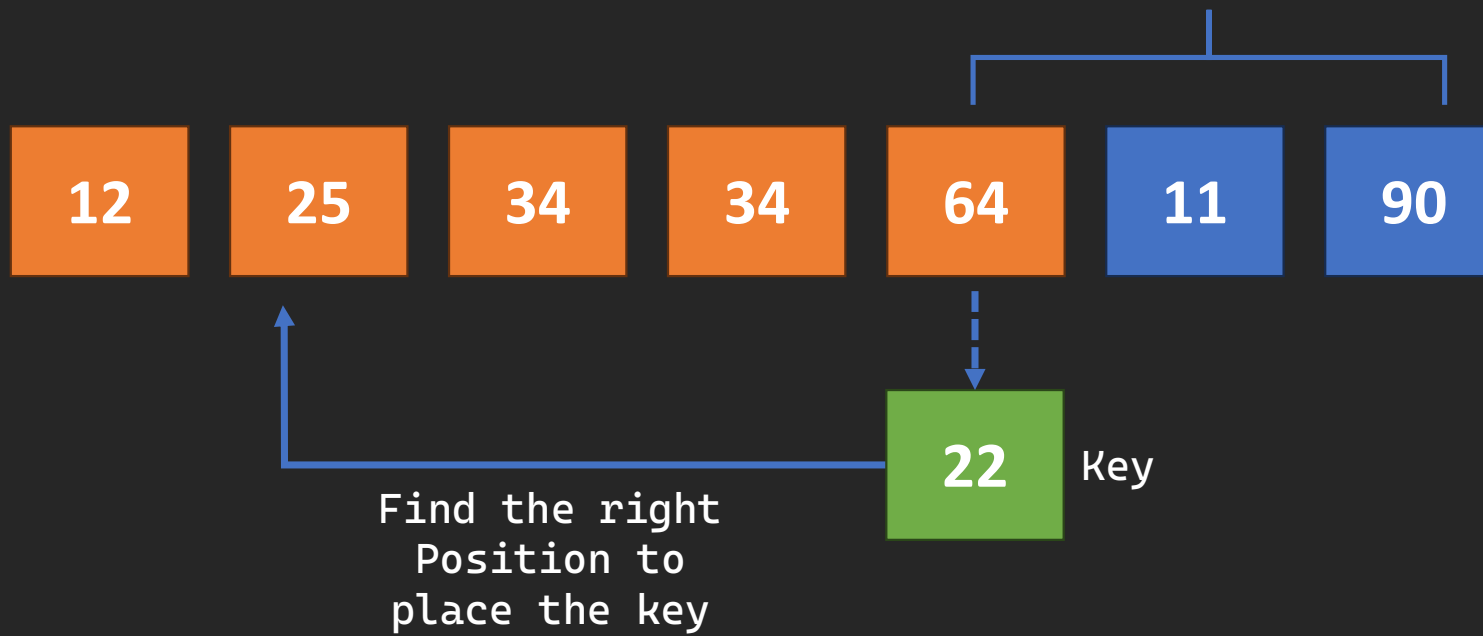 12 25 34 34 64 11 90
22 Key
Find the right
Position to
place the key